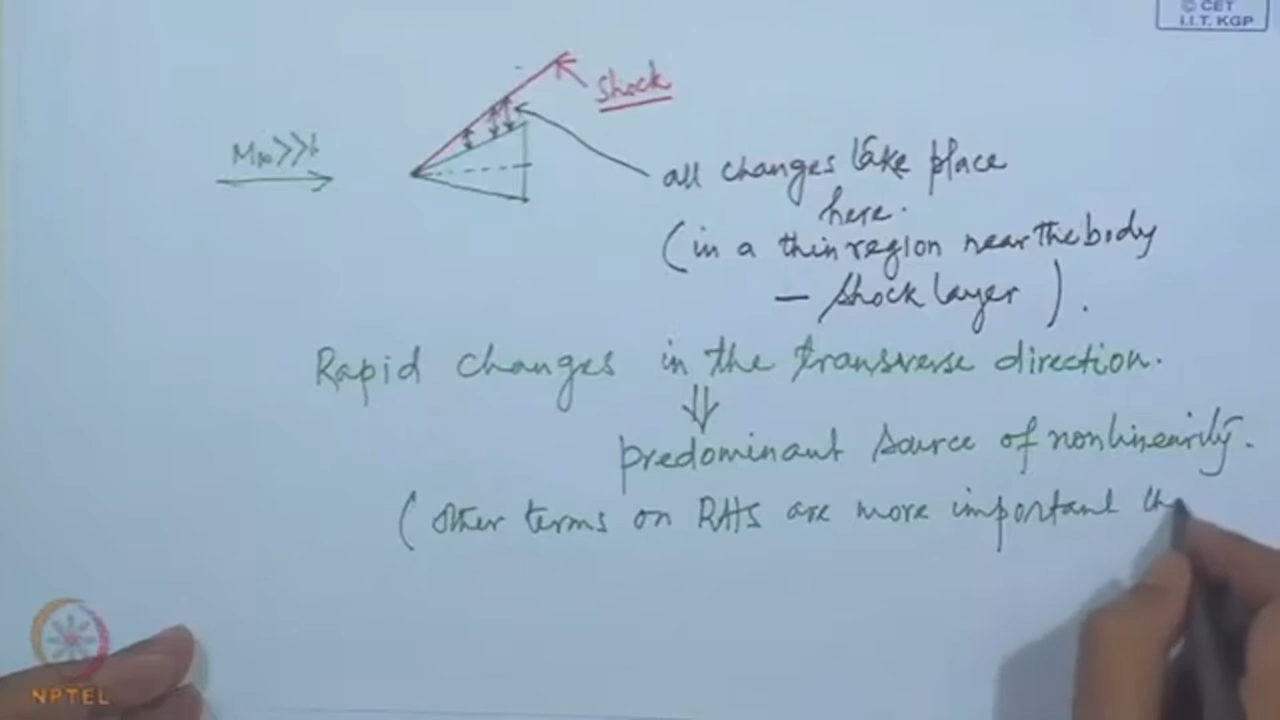 © CET
I.I.T. KGP
Shock
M∞>>1
all changes take place
here.
(in a thin region near the body
— Shock layer).
Rapid changes in the transverse direction.
⇓
predominant source of nonlinearity.
(Other terms on RHS are more important th
NPTEL